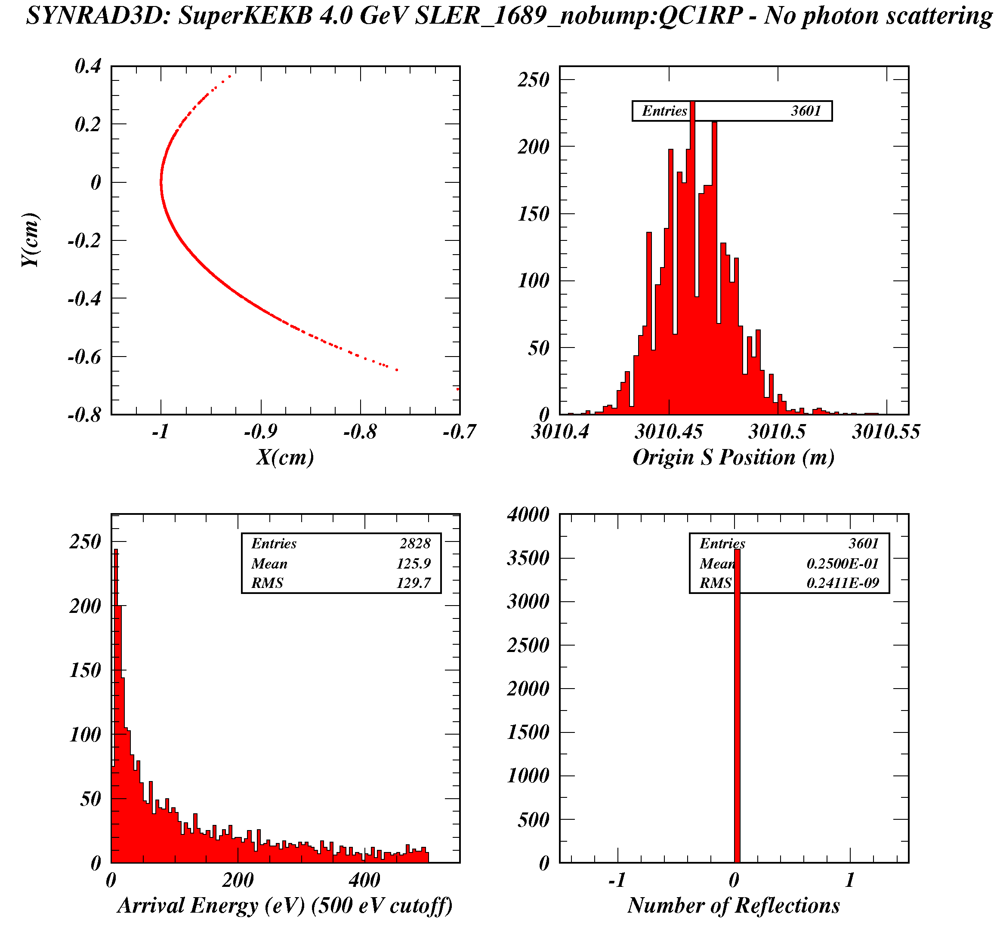 SYNRAD3D: SuperKEKB 4.0 GeV SLER_1689_nobump:QC1RP - No photon scattering
0.4
0.2
0
-0.2
-0.4
-0.6
-0.8
Y(cm)
-1 -0.9 -0.8 -0.7
X(cm)
250
200
150
100
50
0
Entries 3601
3010.4 3010.45 3010.5 3010.55
Origin S Position (m)
250
200
150
100
50
0
Entries 2828
Mean 125.9
RMS 129.7
0 200 400
Arrival Energy (eV) (500 eV cutoff)
4000
3500
3000
2500
2000
1500
1000
500
0
Entries 3601
Mean 0.2500E-01
RMS 0.2411E-09
-1 0 1
Number of Reflections